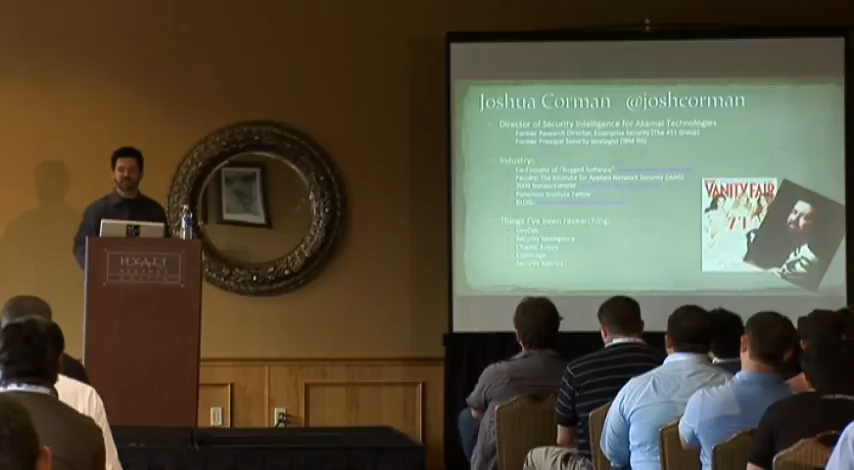 HYATT
REGENCY
Joshua Corman @joshcorman
Director of Security Intelligence for Akamai Technologies
Former Research Director, Enterprise Security [The 451 Group]
Former Principal Security Strategist [IBM ISS]
Industry:
Co-Founder of "Rugged Software"
Faculty: The Institute for Applied Network Security (IANS)
2009 NetworkWorld
Ponemon Institute Fellow
BLOG:
Things I've been researching:
DevOps
Security Intelligence
Chaotic Actors
Espionage
Security Metrics
VANITY FAIR